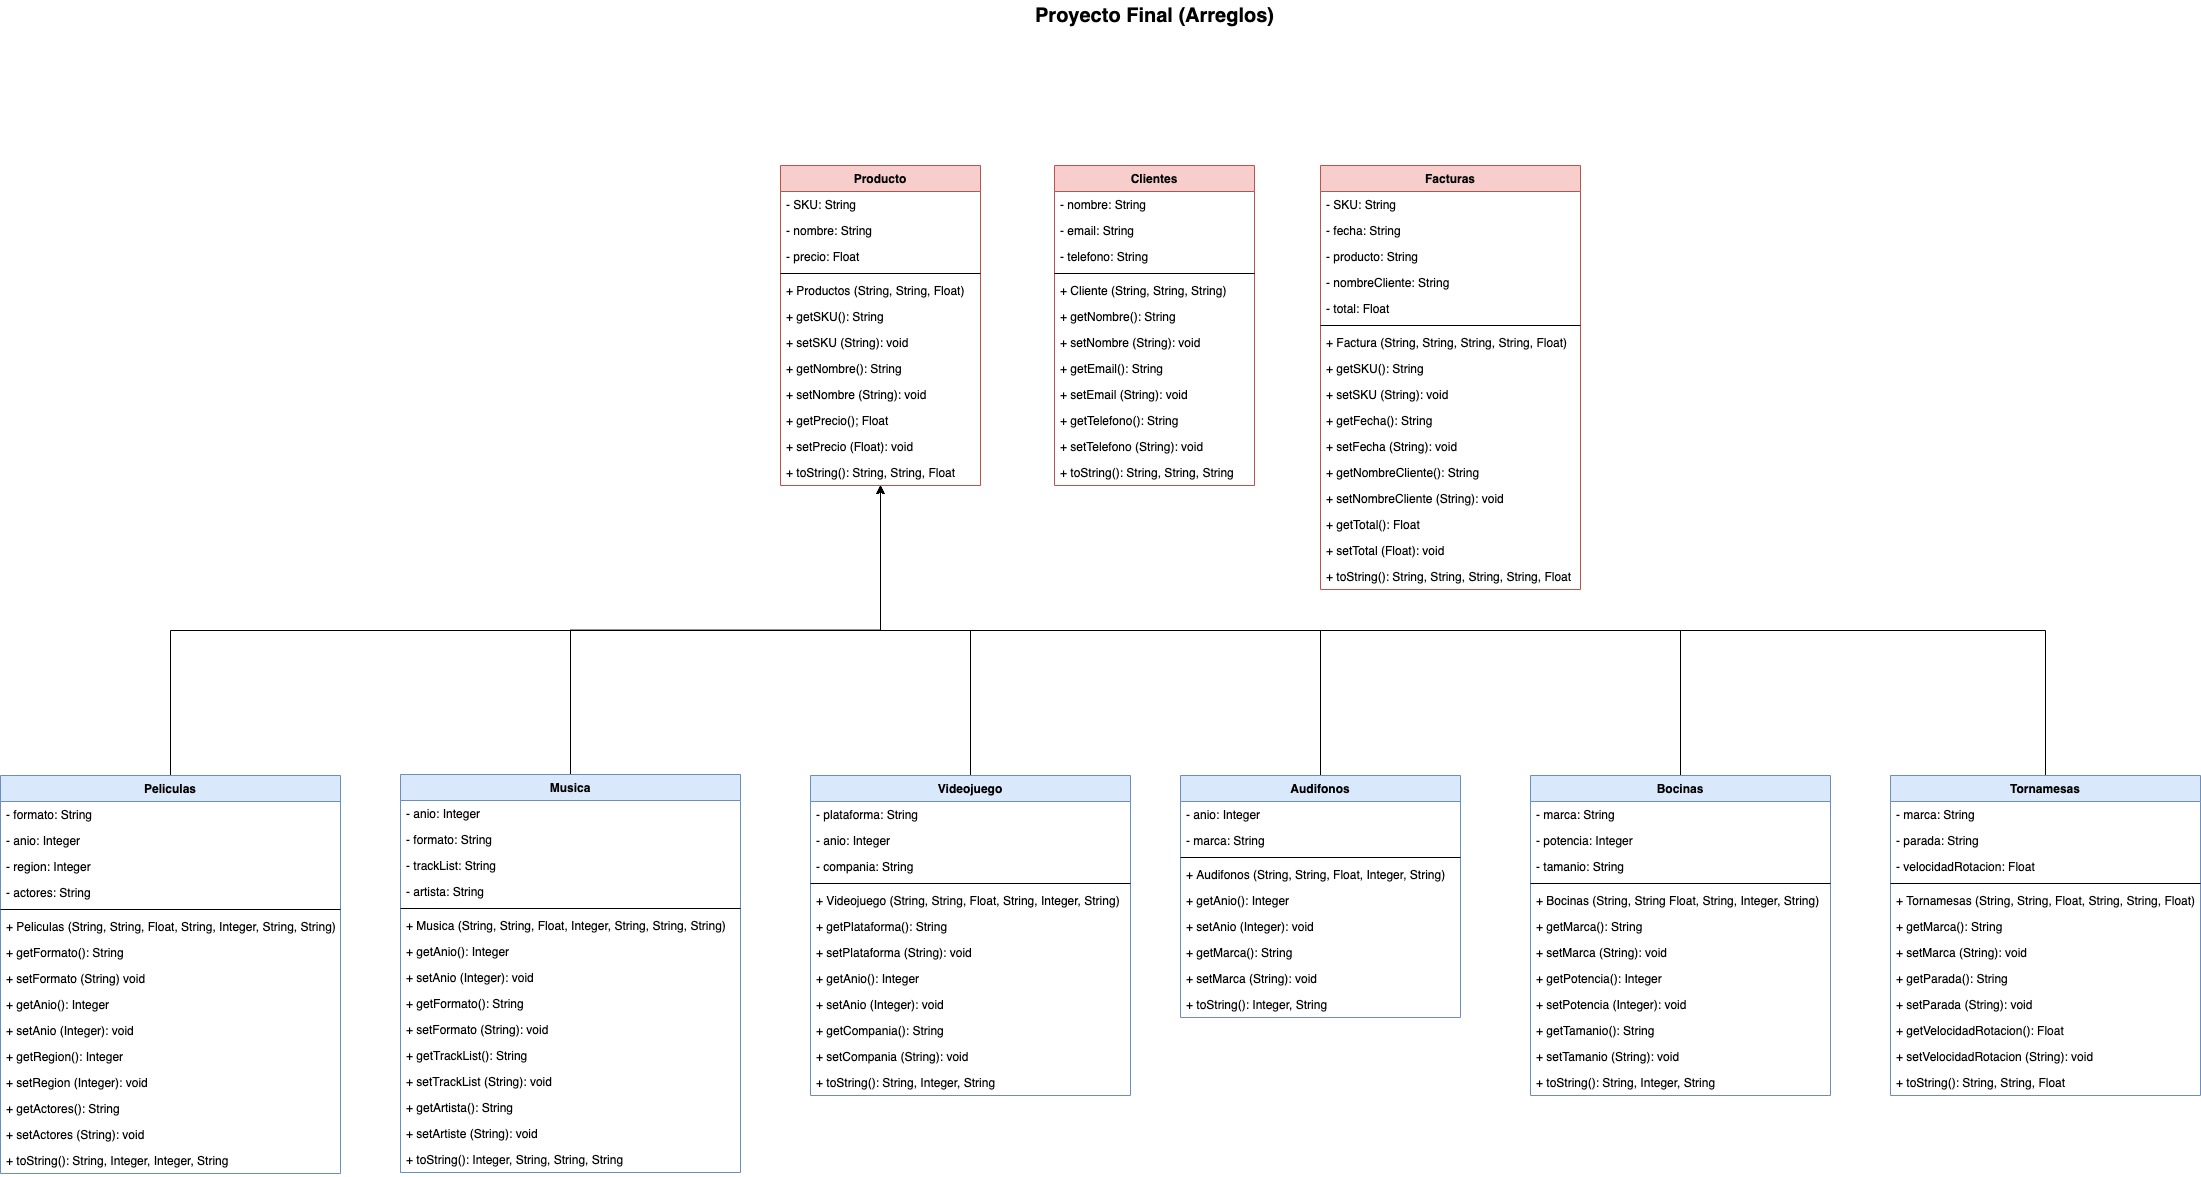 Proyecto Final (Arreglos)
Producto
- SKU: String
- nombre: String
- precio: Float
+ Productos (String, String, Float)
+ getSKU(): String
+ setSKU (String): void
+ getNombre(): String
+ setNombre (String): void
+ getPrecio(); Float
+ setPrecio (Float): void
+ toString(): String, String, Float
Clientes
- nombre: String
- email: String
- telefono: String
+ Cliente (String, String, String)
+ getNombre(): String
+ setNombre (String): void
+ getEmail(): String
+ setEmail (String): void
+ getTelefono(): String
+ setTelefono (String): void
+ toString(): String, String, String
Facturas
- SKU: String
- fecha: String
- producto: String
- nombreCliente: String
- total: Float
+ Factura (String, String, String, String, Float)
+ getSKU(): String
+ setSKU (String): void
+ getFecha(): String
+ setFecha (String): void
+ getNombreCliente(): String
+ setNombreCliente (String): void
+ getTotal(): Float
+ setTotal (Float): void
+ toString(): String, String, String, String, Float
Peliculas
- formato: String
- anio: Integer
- region: Integer
- actores: String
+ Peliculas (String, String, Float, String, Integer, String, String)
+ getFormato(): String
+ setFormato (String) void
+ getAnio(): Integer
+ setAnio (Integer): void
+ getRegion(): Integer
+ setRegion (Integer): void
+ getActores(): String
+ setActores (String): void
+ toString(): String, Integer, Integer, String
Musica
- anio: Integer
- formato: String
- trackList: String
- artista: String
+ Musica (String, String, Float, Integer, String, String, String)
+ getAnio(): Integer
+ setAnio (Integer): void
+ getFormato(): String
+ setFormato (String): void
+ getTrackList(): String
+ setTrackList (String): void
+ getArtista(): String
+ setArtiste (String): void
+ toString(): Integer, String, String, String
Videojuego
- plataforma: String
- anio: Integer
- compania: String
+ Videojuego (String, String, Float, String, Integer, String)
+ getPlataforma(): String
+ setPlataforma (String): void
+ getAnio(): Integer
+ setAnio (Integer): void
+ getCompania(): String
+ setCompania (String): void
+ toString(): String, Integer, String
Audifonos
- anio: Integer
- marca: String
+ Audifonos (String, String, Float, Integer, String)
+ getAnio(): Integer
+ setAnio (Integer): void
+ getMarca(): String
+ setMarca (String): void
+ toString(): Integer, String
Bocinas
- marca: String
- potencia: Integer
- tamanio: String
+ Bocinas (String, String Float, String, Integer, String)
+ getMarca(): String
+ setMarca (String): void
+ getPotencia(): Integer
+ setPotencia (Integer): void
+ getTamanio(): String
+ setTamanio (String): void
+ toString(): String, Integer, String
Tornamesas
- marca: String
- parada: String
- velocidadRotacion: Float
+ Tornamesas (String, String, Float, String, String, Float)
+ getMarca(): String
+ setMarca (String): void
+ getParada(): String
+ setParada (String): void
+ getVelocidadRotacion(): Float
+ setVelocidadRotacion (String): void
+ toString(): String, String, Float